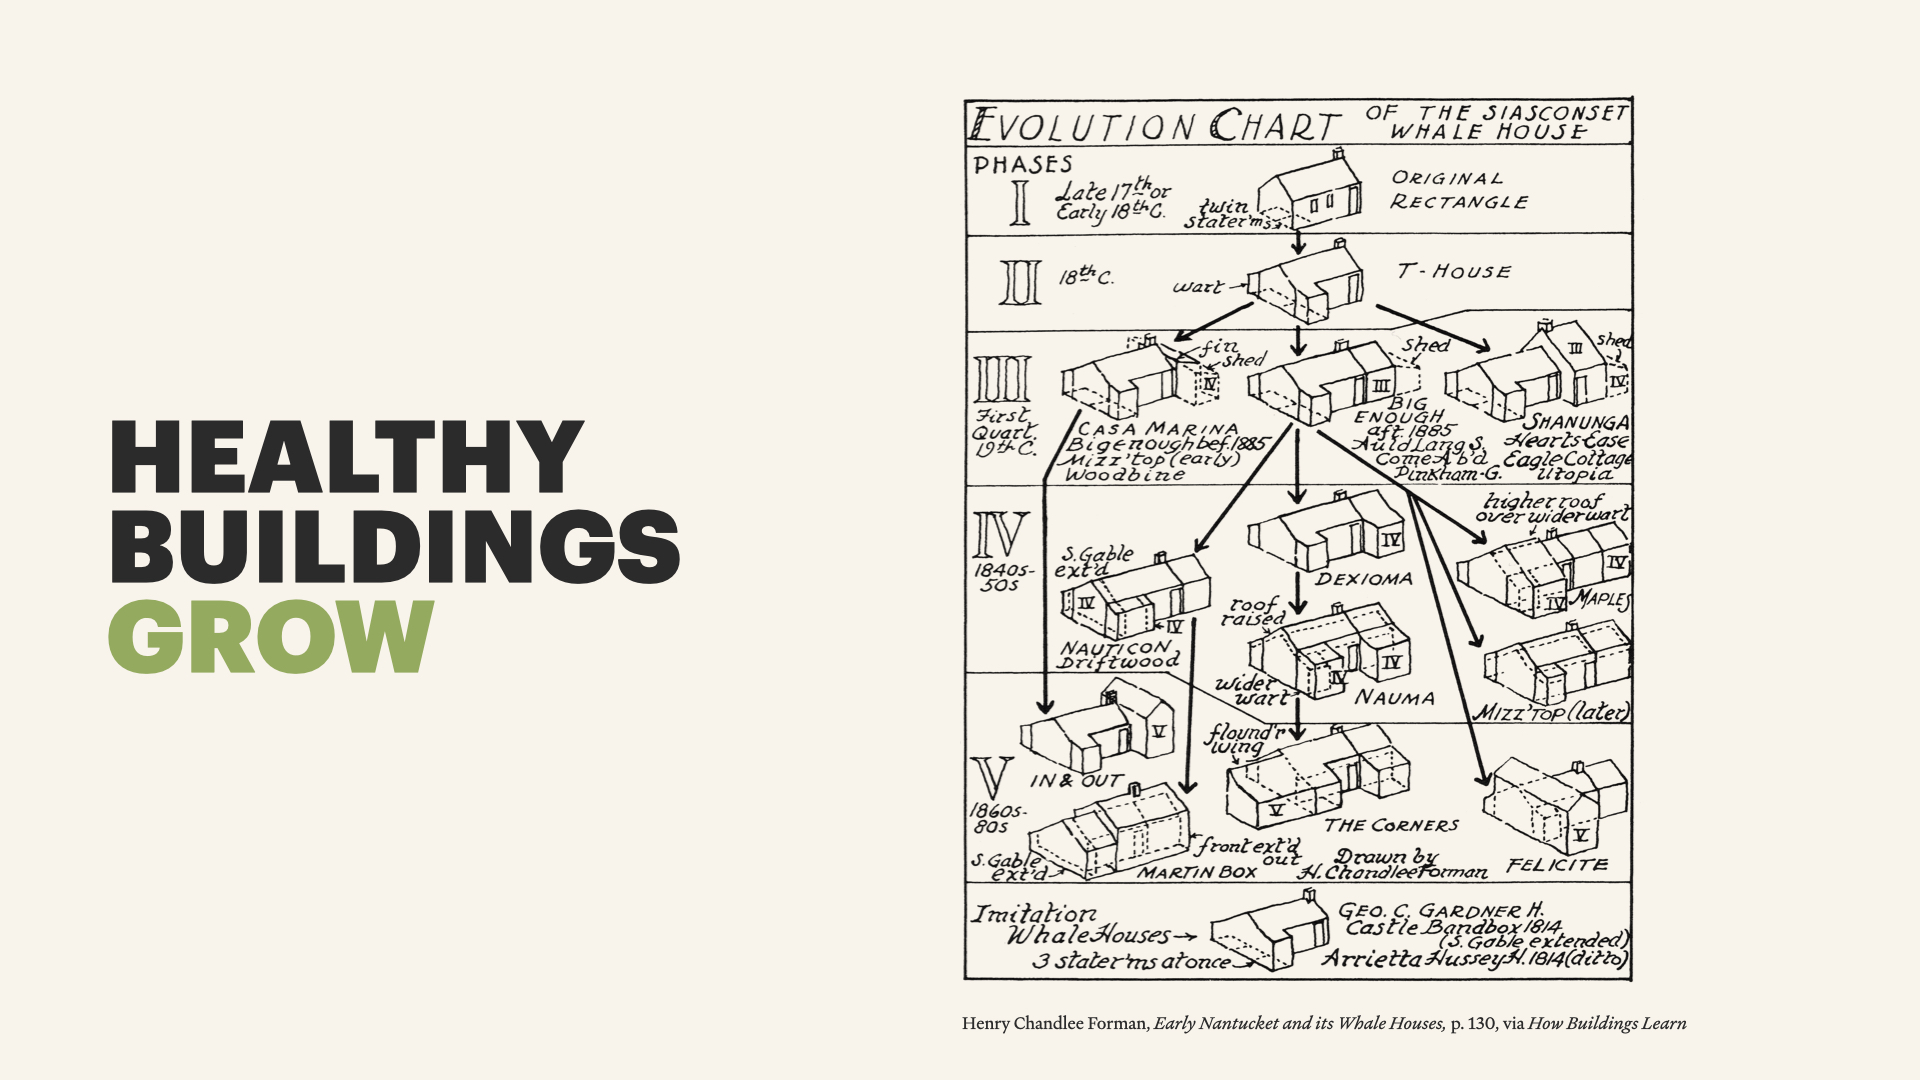 HEALTHY
BUILDINGS
GROW
EVOLUTION CHART
OF THE SIASCONSET
WHALE HOUSE
PHASES
I
Late 17th or
Early 18th C.
twin
stater'ms
ORIGINAL
RECTANGLE
II
18th C.
wart
T-HOUSE
III
First
Quart.
19th C.
fin
shed
IV
CASA MARINA
Big enough bef. 1885
Mizz'top (early)
Woodbine
shed
III
BIG
ENOUGH
aft. 1885
Auld Lang S.
Come A b'd
Pinkham-G.
III
shed
IV
SHANUNGA
Hearts-Ease
Eagle Cottage
Utopia
IV
1840s-
50s
S. Gable
ext'd
IV
IV
NAUTICON
Driftwood
IV
DEXIOMA
roof
raised
IV
IV
wider
wart
NAUMA
higher roof
over wider wart
IV
IV
MAPLES
MIZZ'TOP (later)
V
1860s-
80s
V
IN & OUT
S. Gable
ext'd
front ext'd
out
MARTIN BOX
flound'r
wing
V
THE CORNERS
Drawn by
H. Chandlee Forman
V
FELICITE
Imitation
Whale Houses
3 stater'ms at once
GEO. C. GARDNER H.
Castle Bandbox 1814
(S. Gable extended)
Arrietta Hussey H. 1814 (ditto)
Henry Chandlee Forman, Early Nantucket and its Whale Houses, p. 130, via How Buildings Learn